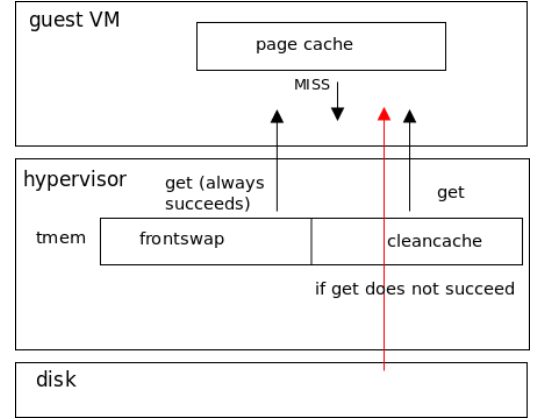 guest VM
page cache
MISS
hypervisor
get (always
succeeds)
get
tmem
frontswap
cleancache
if get does not succeed
disk